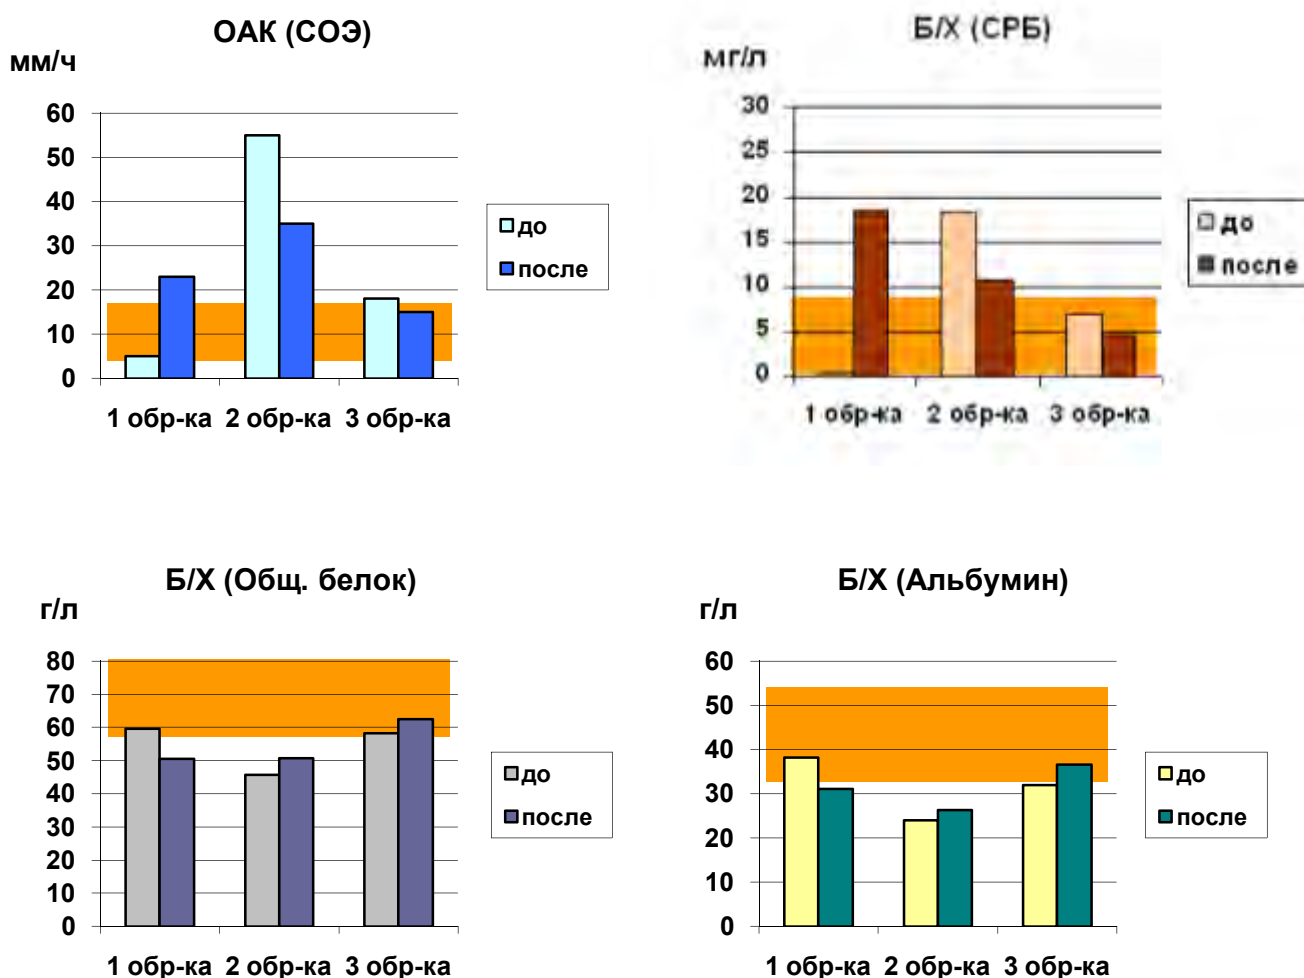 ОАК (СОЭ)
мм/ч
60
50
40
30
20
10
0
1 обр-ка 2 обр-ка 3 обр-ка
до
после
Б/Х (СРБ)
мг/л
30
25
20
15
10
5
0
1 обр-ка 2 обр-ка 3 обр-ка
до
после
Б/Х (Общ. белок)
г/л
80
70
60
50
40
30
20
10
0
1 обр-ка 2 обр-ка 3 обр-ка
до
после
Б/Х (Альбумин)
г/л
60
50
40
30
20
10
0
1 обр-ка 2 обр-ка 3 обр-ка
до
после